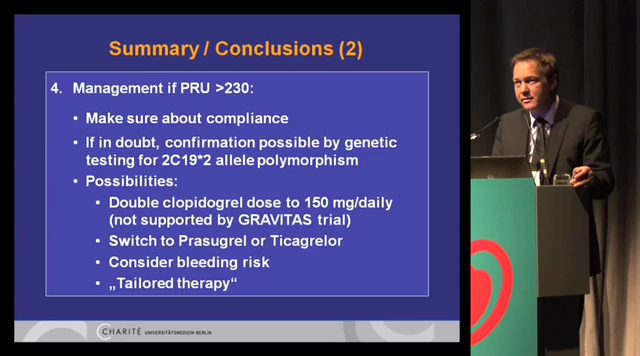 Summary / Conclusions (2)
4. Management if PRU >230:
• Make sure about compliance
• If in doubt, confirmation possible by genetic
testing for 2C19*2 allele polymorphism
• Possibilities:
• Double clopidogrel dose to 150 mg/daily
(not supported by GRAVITAS trial)
• Switch to Prasugrel or Ticagrelor
• Consider bleeding risk
• „Tailored therapy“
CHARITÉ UNIVERSITÄTSMEDIZIN BERLIN